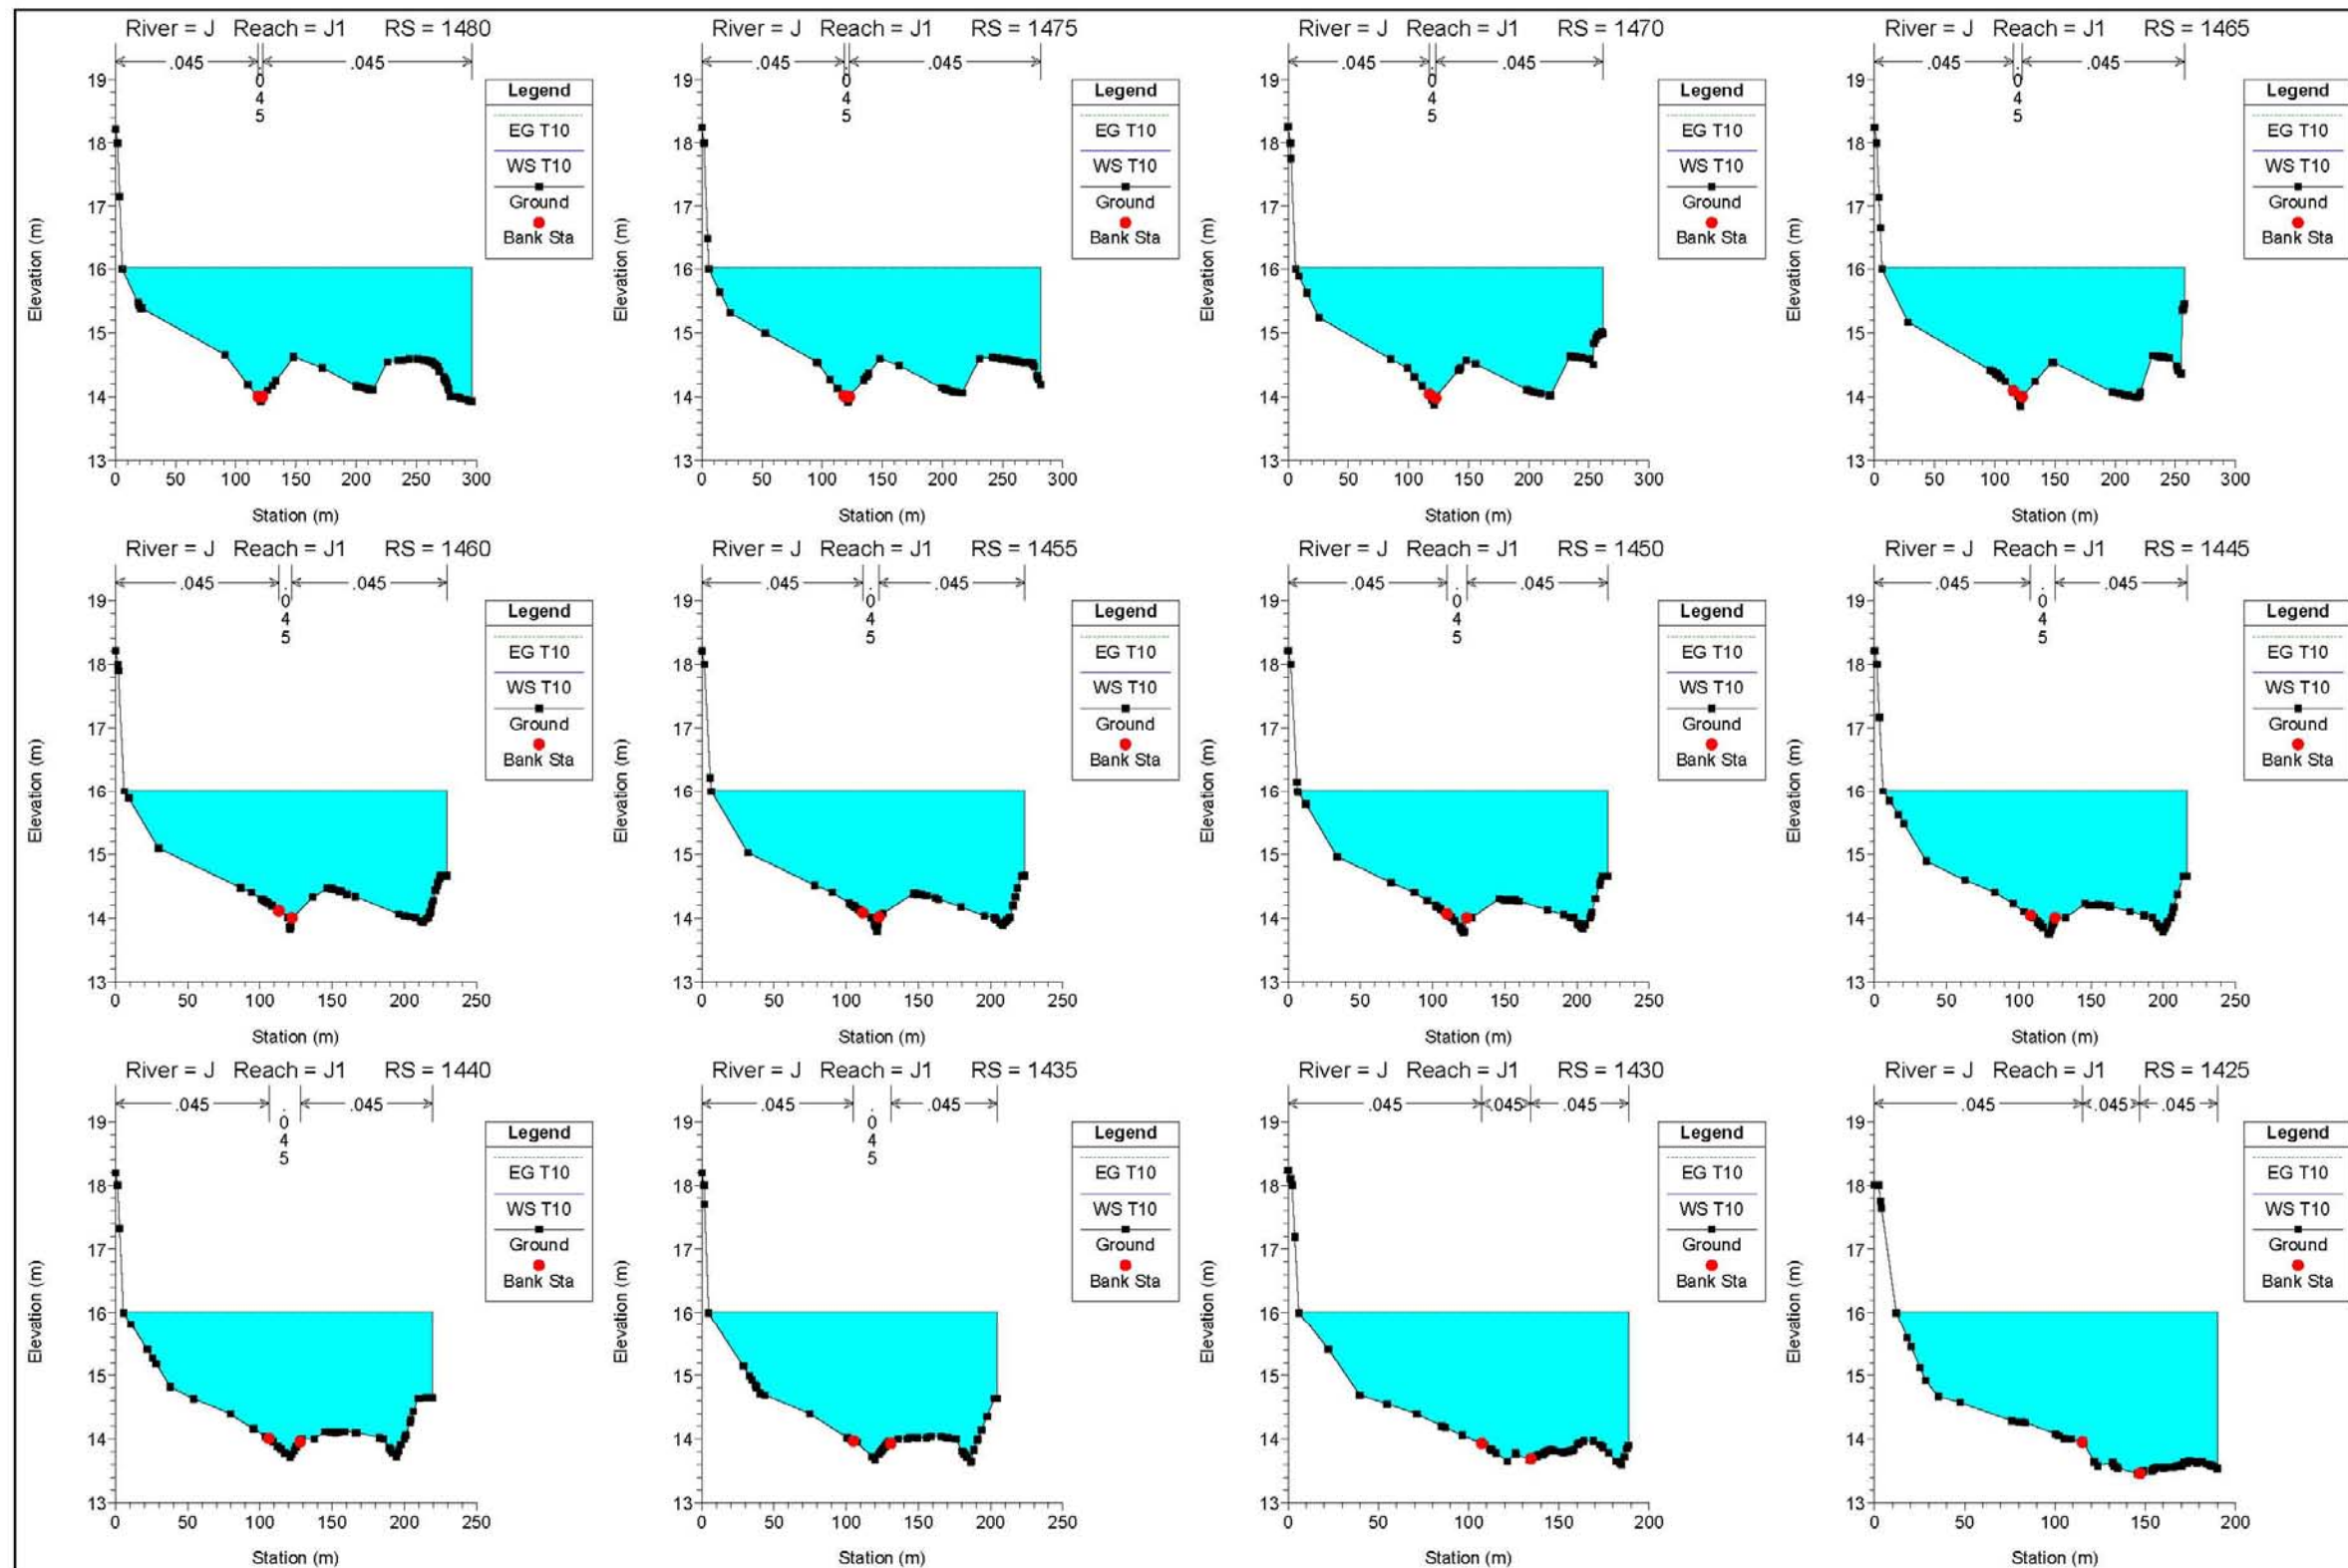 River = J Reach = J1 RS = 1480
.045
.045
.
0
4
5
19
18
17
16
15
14
13
Elevation (m)
0 50 100 150 200 250 300
Station (m)
Legend
EG T10
WS T10
Ground
Bank Sta
River = J Reach = J1 RS = 1475
.045
.045
.
0
4
5
19
18
17
16
15
14
13
Elevation (m)
0 50 100 150 200 250 300
Station (m)
Legend
EG T10
WS T10
Ground
Bank Sta
River = J Reach = J1 RS = 1470
.045
.045
.
0
4
5
19
18
17
16
15
14
13
Elevation (m)
0 50 100 150 200 250 300
Station (m)
Legend
EG T10
WS T10
Ground
Bank Sta
River = J Reach = J1 RS = 1465
.045
.045
.
0
4
5
19
18
17
16
15
14
13
Elevation (m)
0 50 100 150 200 250 300
Station (m)
Legend
EG T10
WS T10
Ground
Bank Sta
River = J Reach = J1 RS = 1460
.045
.045
.
0
4
5
19
18
17
16
15
14
13
Elevation (m)
0 50 100 150 200 250
Station (m)
Legend
EG T10
WS T10
Ground
Bank Sta
River = J Reach = J1 RS = 1455
.045
.045
.
0
4
5
19
18
17
16
15
14
13
Elevation (m)
0 50 100 150 200 250
Station (m)
Legend
EG T10
WS T10
Ground
Bank Sta
River = J Reach = J1 RS = 1450
.045
.045
.
0
4
5
19
18
17
16
15
14
13
Elevation (m)
0 50 100 150 200 250
Station (m)
Legend
EG T10
WS T10
Ground
Bank Sta
River = J Reach = J1 RS = 1445
.045
.045
.
0
4
5
19
18
17
16
15
14
13
Elevation (m)
0 50 100 150 200 250
Station (m)
Legend
EG T10
WS T10
Ground
Bank Sta
River = J Reach = J1 RS = 1440
.045
.045
.
0
4
5
19
18
17
16
15
14
13
Elevation (m)
0 50 100 150 200 250
Station (m)
Legend
EG T10
WS T10
Ground
Bank Sta
River = J Reach = J1 RS = 1435
.045
.045
.
0
4
5
19
18
17
16
15
14
13
Elevation (m)
0 50 100 150 200 250
Station (m)
Legend
EG T10
WS T10
Ground
Bank Sta
River = J Reach = J1 RS = 1430
.045 .045 .045
19
18
17
16
15
14
13
Elevation (m)
0 50 100 150 200
Station (m)
Legend
EG T10
WS T10
Ground
Bank Sta
River = J Reach = J1 RS = 1425
.045 .045 .045
19
18
17
16
15
14
13
Elevation (m)
0 50 100 150 200
Station (m)
Legend
EG T10
WS T10
Ground
Bank Sta